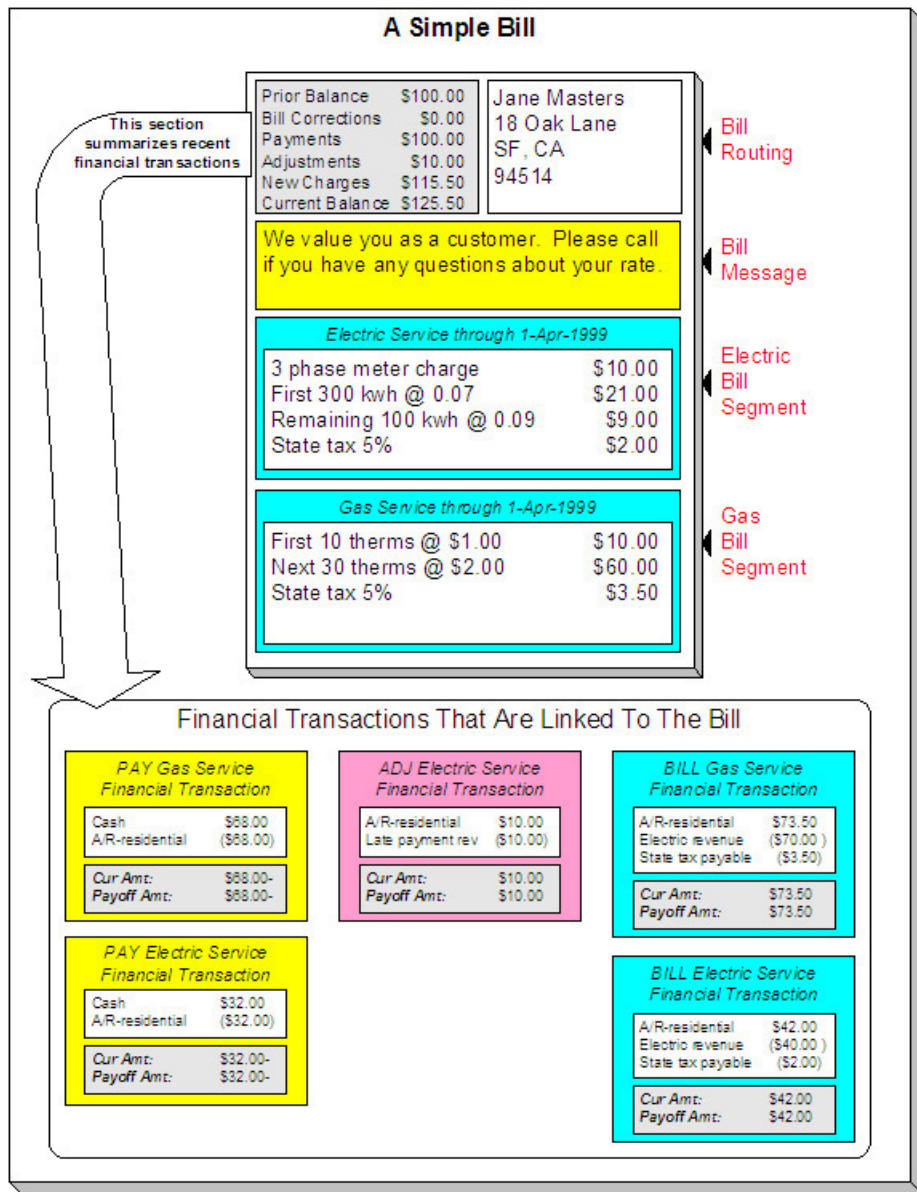 A Simple Bill
This section
summarizes recent
financial transactions
Prior Balance $100.00
Bill Corrections $0.00
Payments $100.00
Adjustments $10.00
New Charges $115.50
Current Balance $125.50
Jane Masters
18 Oak Lane
SF, CA
94514
Bill
Routing
We value you as a customer. Please call
if you have any questions about your rate.
Bill
Message
Electric Service through 1-Apr-1999
3 phase meter charge $10.00
First 300 kwh @ 0.07 $21.00
Remaining 100 kwh @ 0.09 $9.00
State tax 5% $2.00
Electric
Bill
Segment
Gas Service through 1-Apr-1999
First 10 therms @ $1.00 $10.00
Next 30 therms @ $2.00 $60.00
State tax 5% $3.50
Gas
Bill
Segment
Financial Transactions That Are Linked To The Bill
PAY Gas Service
Financial Transaction
Cash $68.00
A/R-residential ($68.00)
Cur Amt: $68.00-
Payoff Amt: $68.00-
PAY Electric Service
Financial Transaction
Cash $32.00
A/R-residential ($32.00)
Cur Amt: $32.00-
Payoff Amt: $32.00-
ADJ Electric Service
Financial Transaction
A/R-residential $10.00
Late payment rev ($10.00)
Cur Amt: $10.00
Payoff Amt: $10.00
BILL Gas Service
Financial Transaction
A/R-residential $73.50
Electric revenue ($70.00 )
State tax payable ($3.50)
Cur Amt: $73.50
Payoff Amt: $73.50
BILL Electric Service
Financial Transaction
A/R-residential $42.00
Electric revenue ($40.00 )
State tax payable ($2.00)
Cur Amt: $42.00
Payoff Amt: $42.00